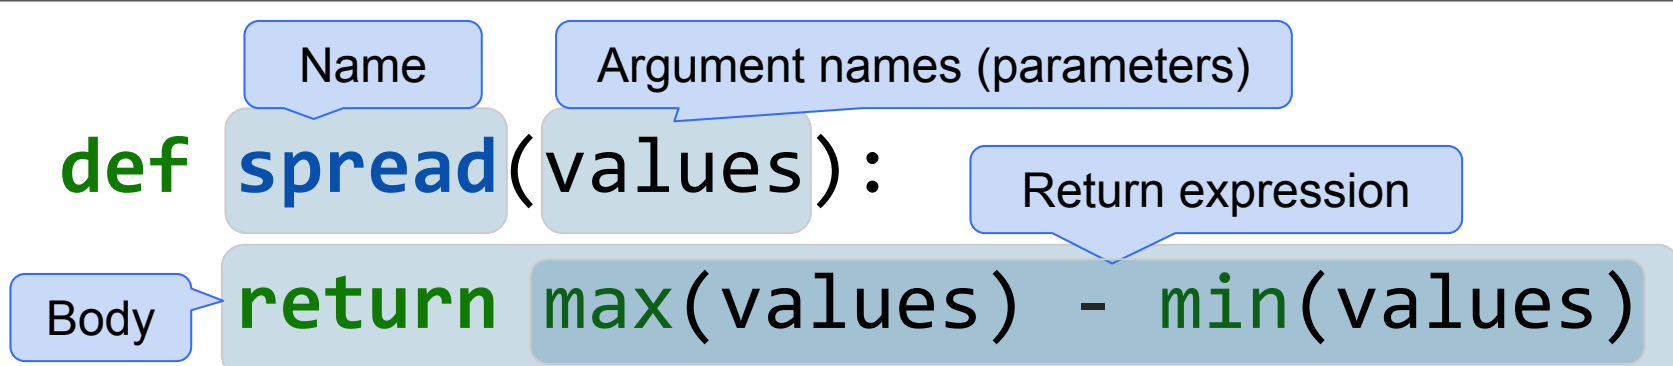 Name
Argument names (parameters)
def spread(values):
Return expression
Body
return max(values) - min(values)